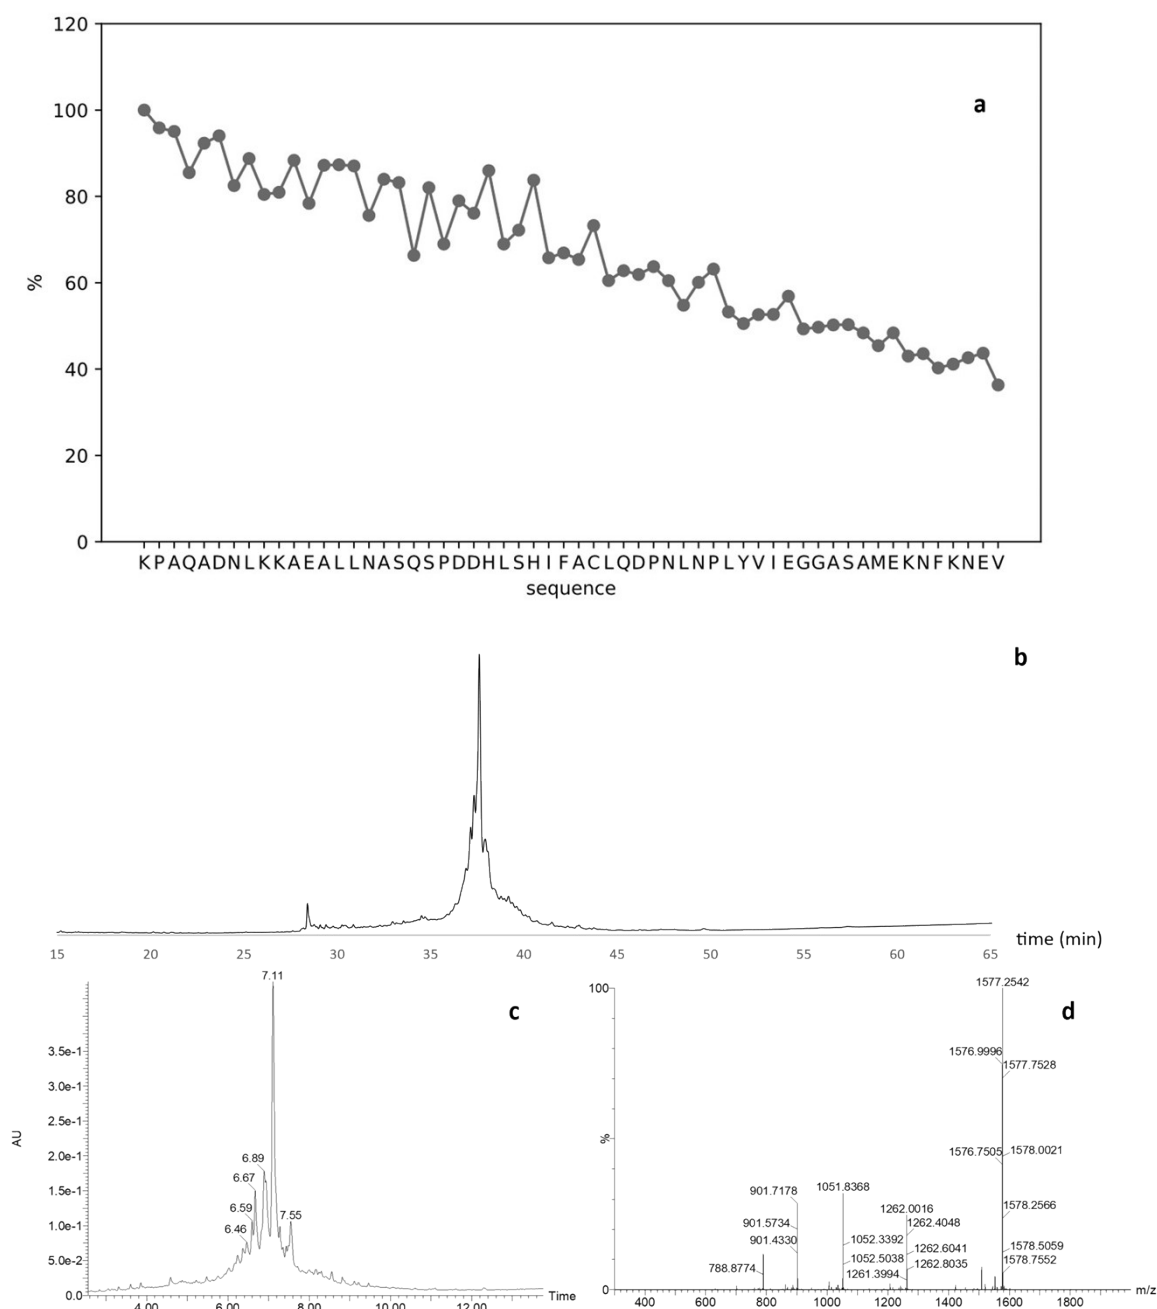 120
100
80
60
40
20
0
%
a
K P A Q A D N L K K A E A L L N A S Q S P D D H L S H I F A C L Q D P N L N P L Y V I E G G A S A M E K N F K N E V
sequence
b
15 20 25 30 35 40 45 50 55 60 65
time (min)
c
7.11
3.5e-1
3.0e-1
2.5e-1
2.0e-1
1.5e-1
1.0e-1
5.0e-2
0.0
AU
6.89
6.67
6.59
6.46
7.55
4.00 6.00 8.00 10.00 12.00
Time
d
100
%
0
1577.2542
1576.9996
1577.7528
1576.7505
1578.0021
1578.2566
1578.5059
1578.7552
901.7178
901.5734
901.4330
788.8774
1051.8368
1052.3392
1052.5038
1262.0016
1262.4048
1262.6041
1262.8035
1261.3994
400 600 800 1000 1200 1400 1600 1800
m/z